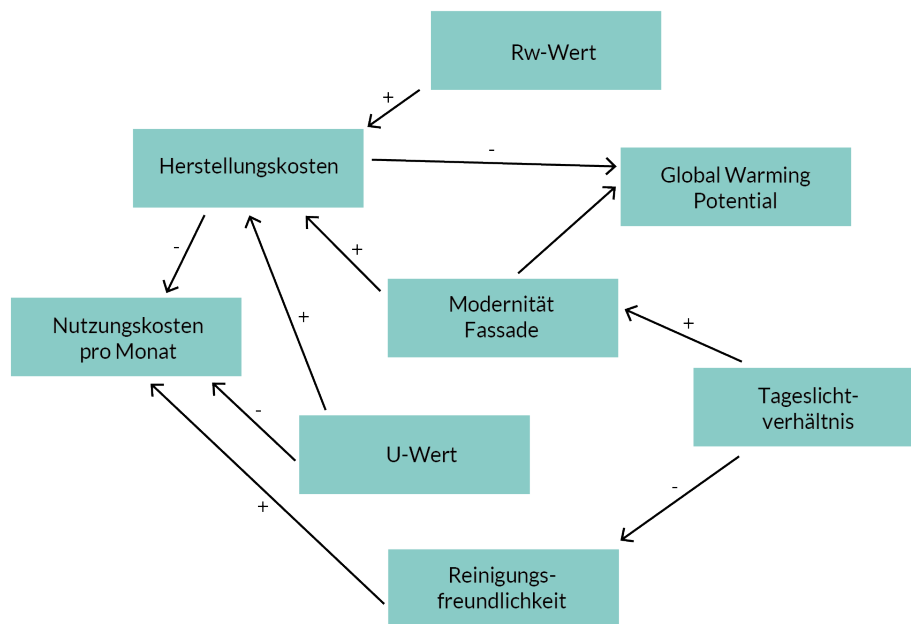 Rw-Wert
+
Herstellungskosten
-
Global Warming
Potential
-
+
Modernität
Fassade
Nutzungskosten
pro Monat
+
+
Tageslicht-
verhältnis
-
U-Wert
-
+
Reinigungs-
freundlichkeit